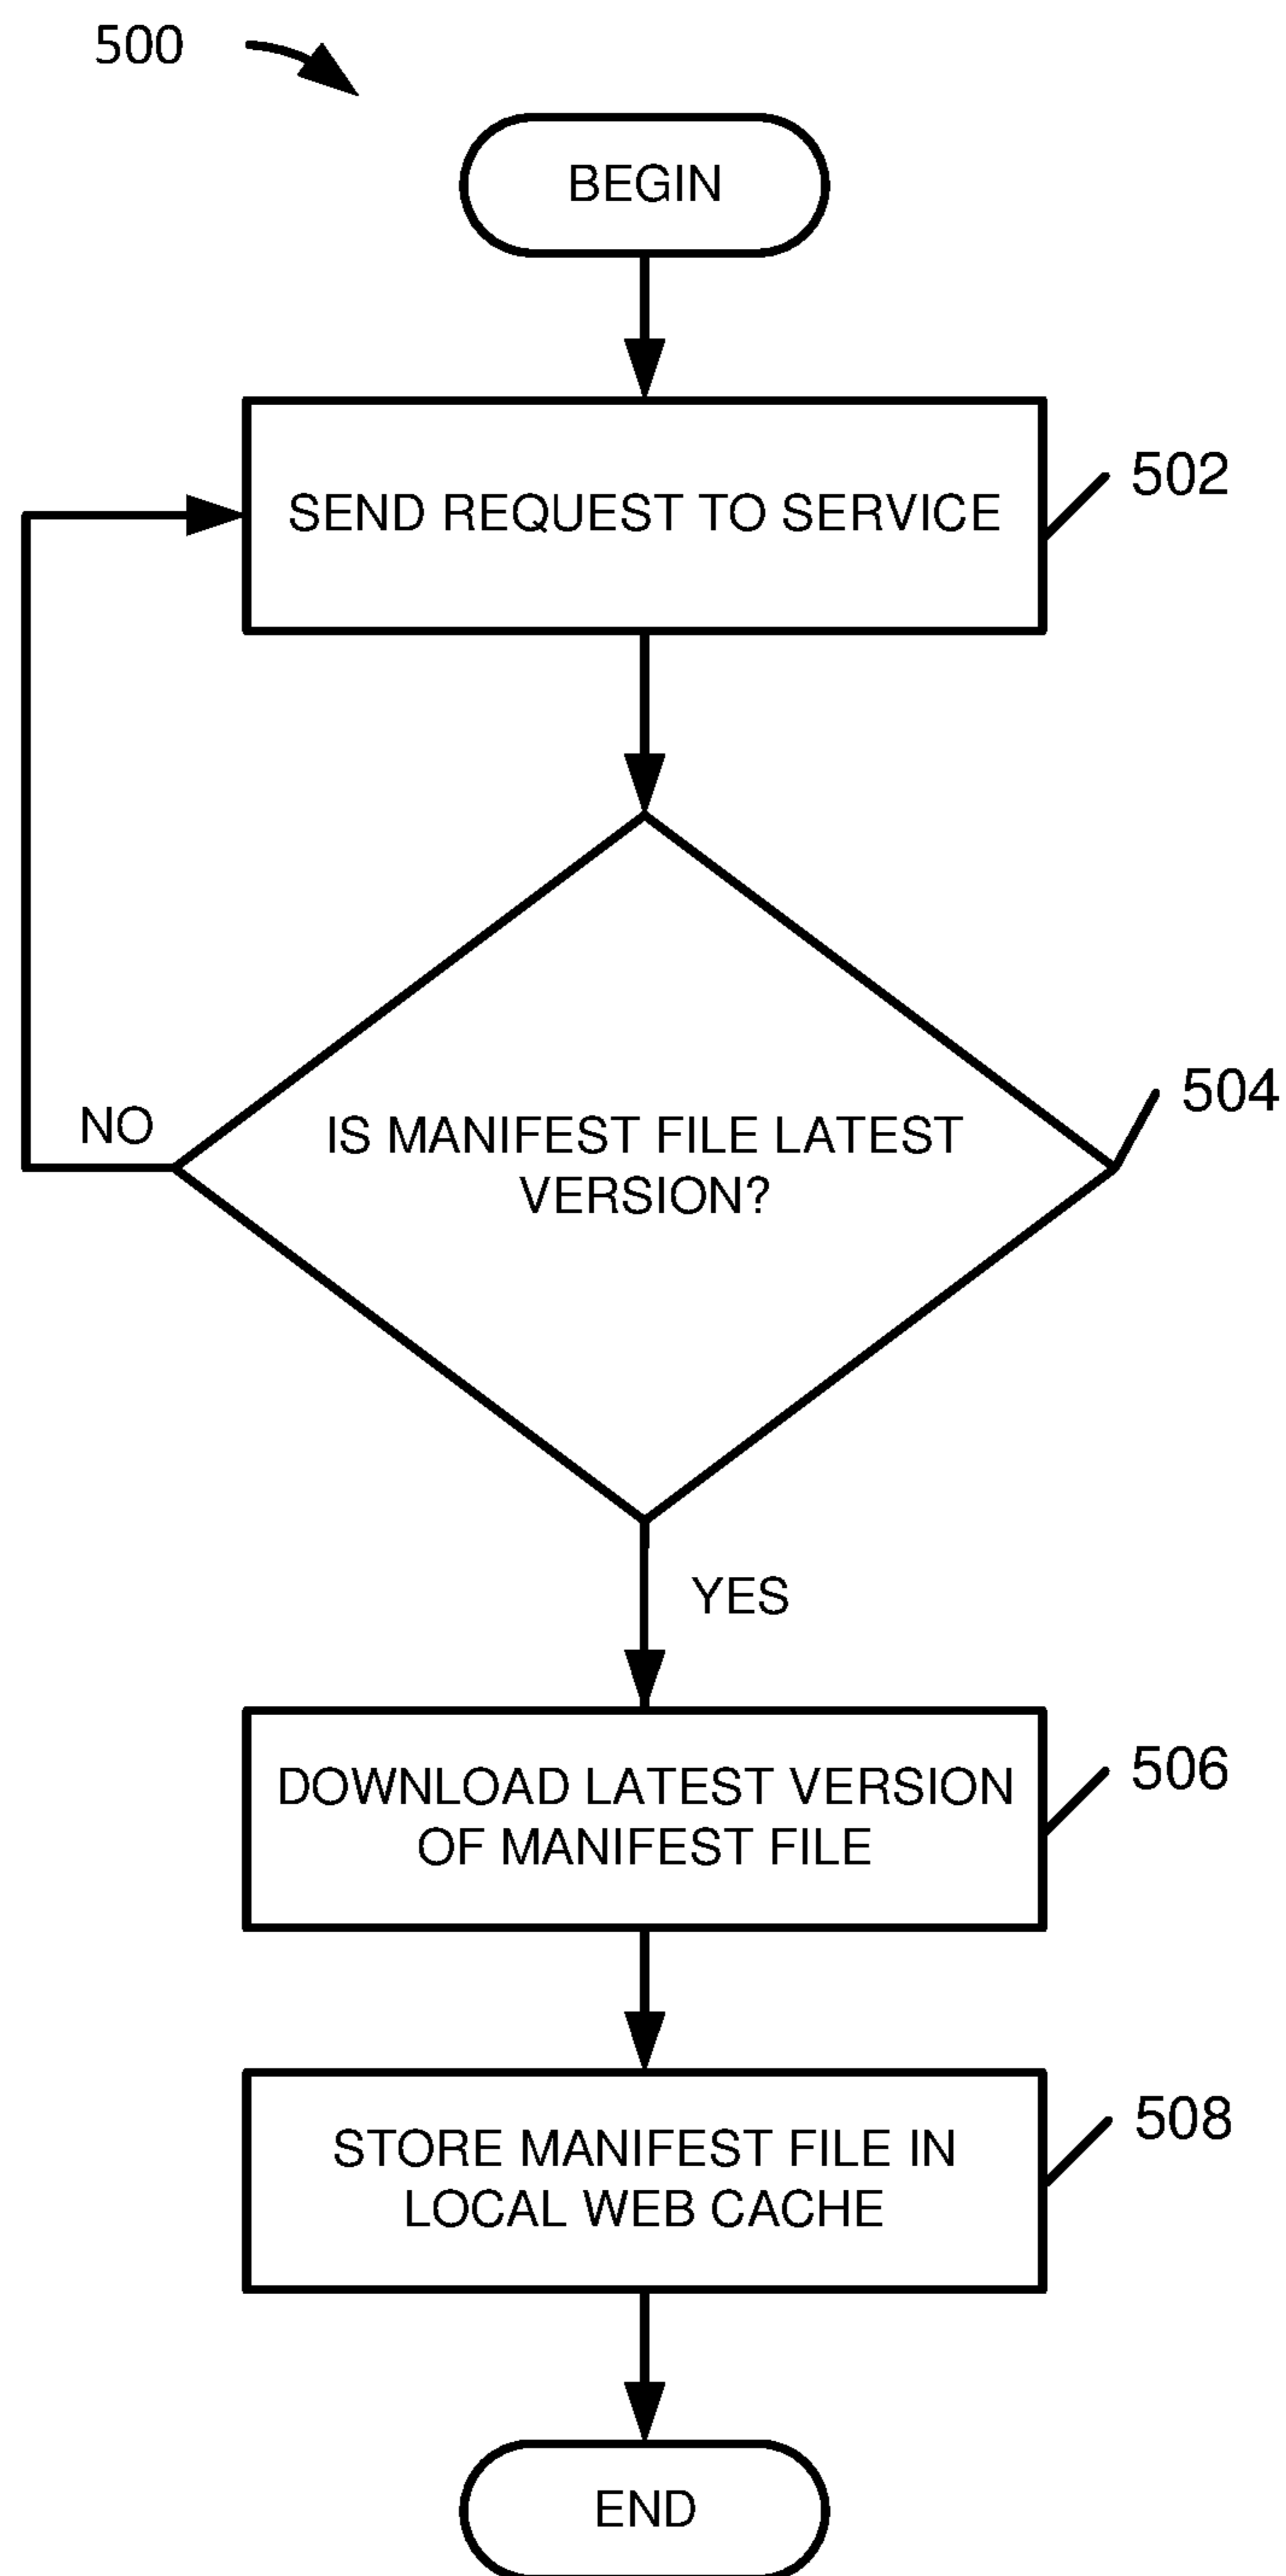 500
BEGIN
SEND REQUEST TO SERVICE
502
NO
IS MANIFEST FILE LATEST
VERSION?
504
YES
DOWNLOAD LATEST VERSION
OF MANIFEST FILE
506
STORE MANIFEST FILE IN
LOCAL WEB CACHE
508
END